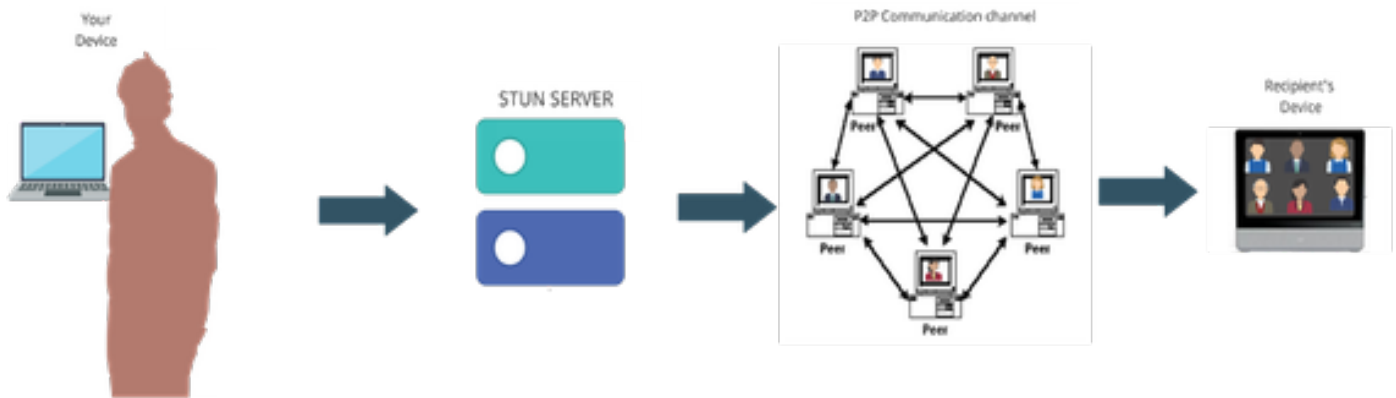 Your
Device
STUN SERVER
P2P Communication channel
Peer
Peer
Peer
Peer
Peer
Recipient's
Device